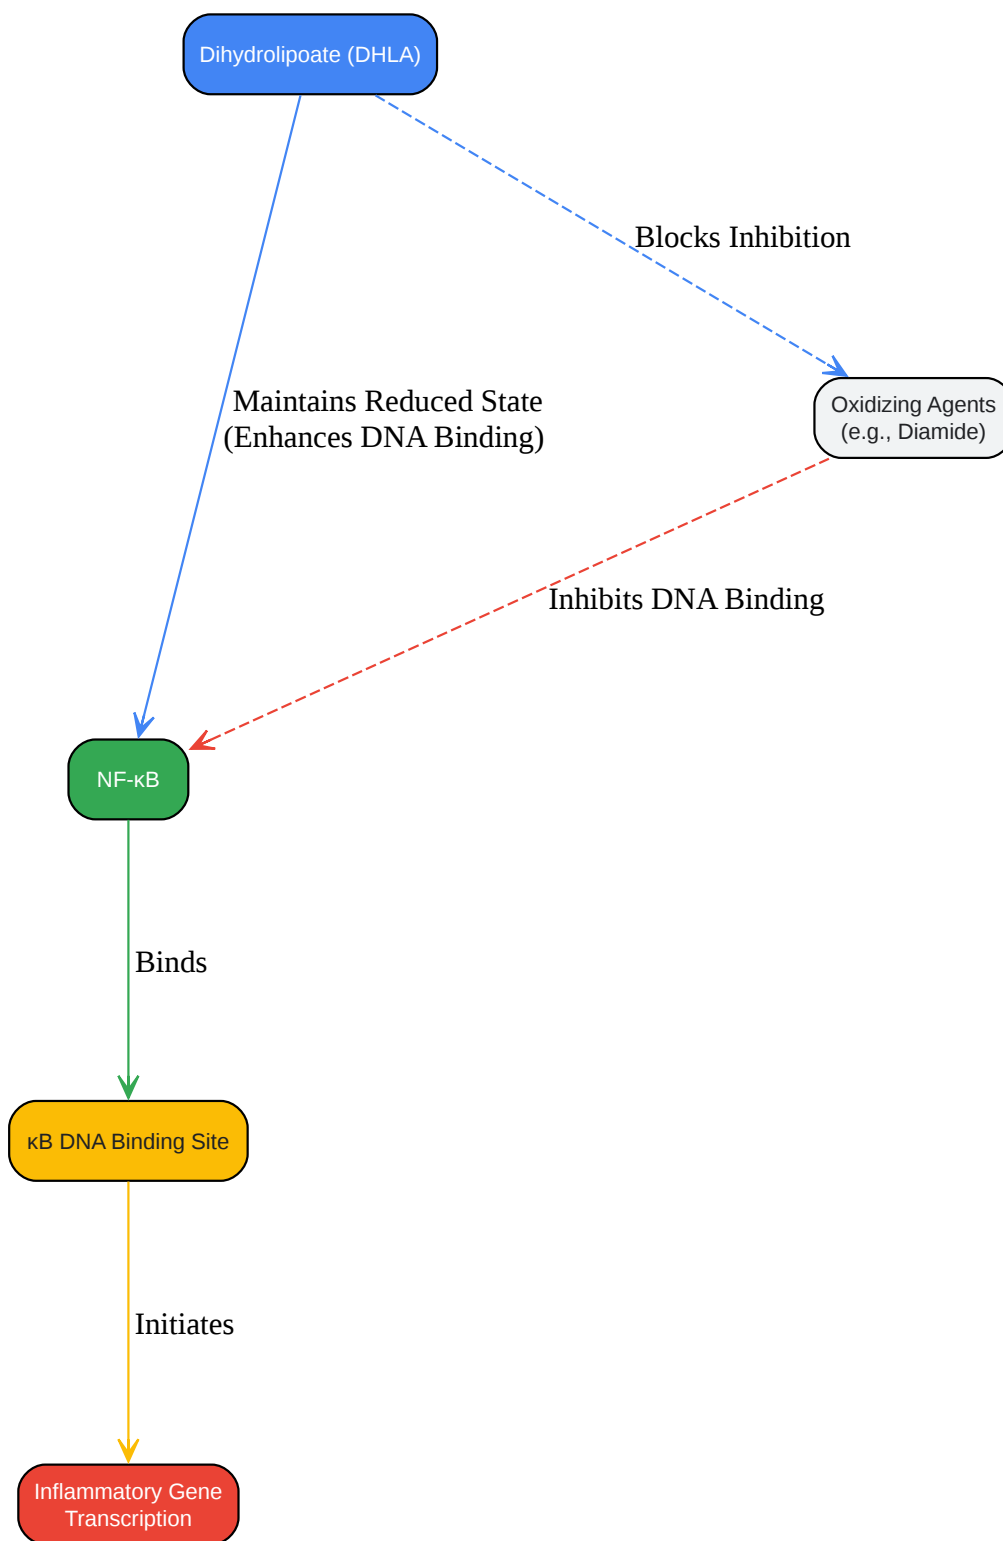 Dihydrolipoate (DHLA)
Blocks Inhibition
Maintains Reduced State
(Enhances DNA Binding)
Oxidizing Agents
(e.g., Diamide)
Inhibits DNA Binding
NF-κB
Binds
κB DNA Binding Site
Initiates
Inflammatory Gene
Transcription